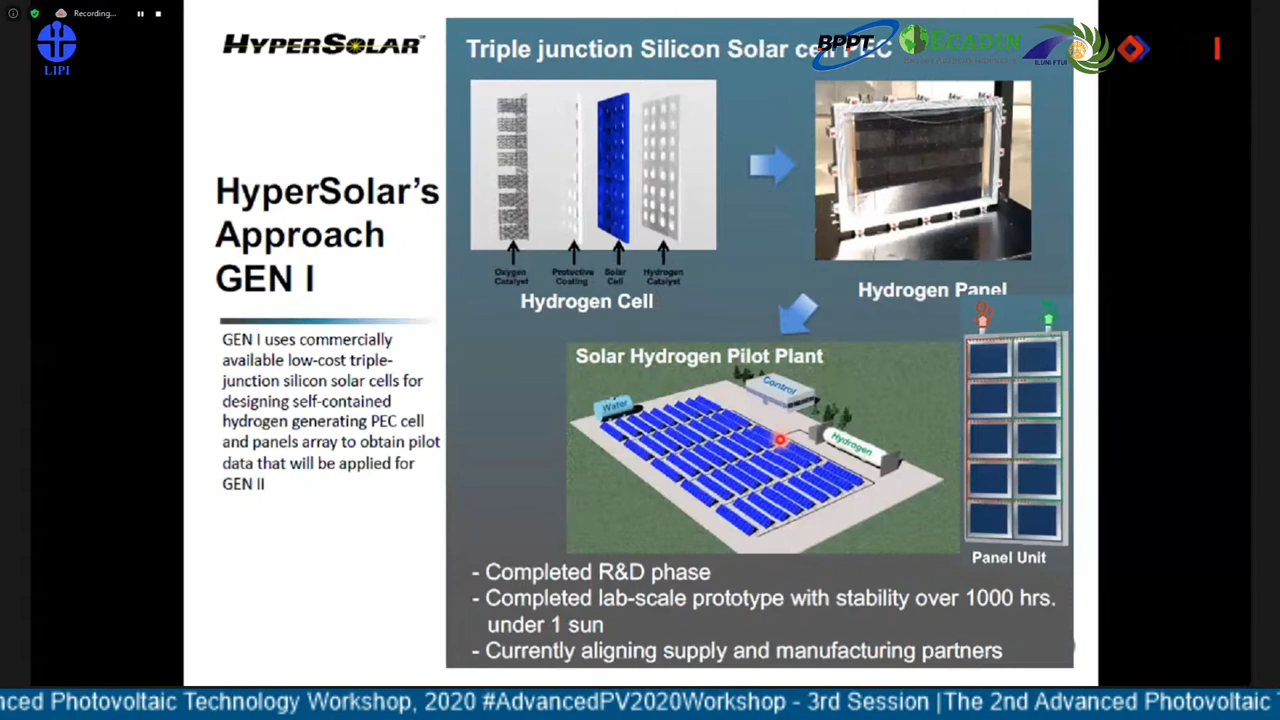 Recording...
LIPI
HYPERSOLAR
BPPT
ECADIN
ILUNI FTUI
Triple junction Silicon Solar cell PEC
HyperSolar's
Approach
GEN I
GEN I uses commercially
available low-cost triple-
junction silicon solar cells for
designing self-contained
hydrogen generating PEC cell
and panels array to obtain pilot
data that will be applied for
GEN II
Oxygen
Catalyst
Protective
Coating
Solar
Cell
Hydrogen
Catalyst
Hydrogen Cell
Hydrogen Panel
Solar Hydrogen Pilot Plant
Control
Water
Hydrogen
O2
Panel Unit
- Completed R&D phase
- Completed lab-scale prototype with stability over 1000 hrs.
under 1 sun
- Currently aligning supply and manufacturing partners
nced Photovoltaic Technology Workshop, 2020 #AdvancedPV2020Workshop - 3rd Session |The 2nd Advanced Photovoltaic T